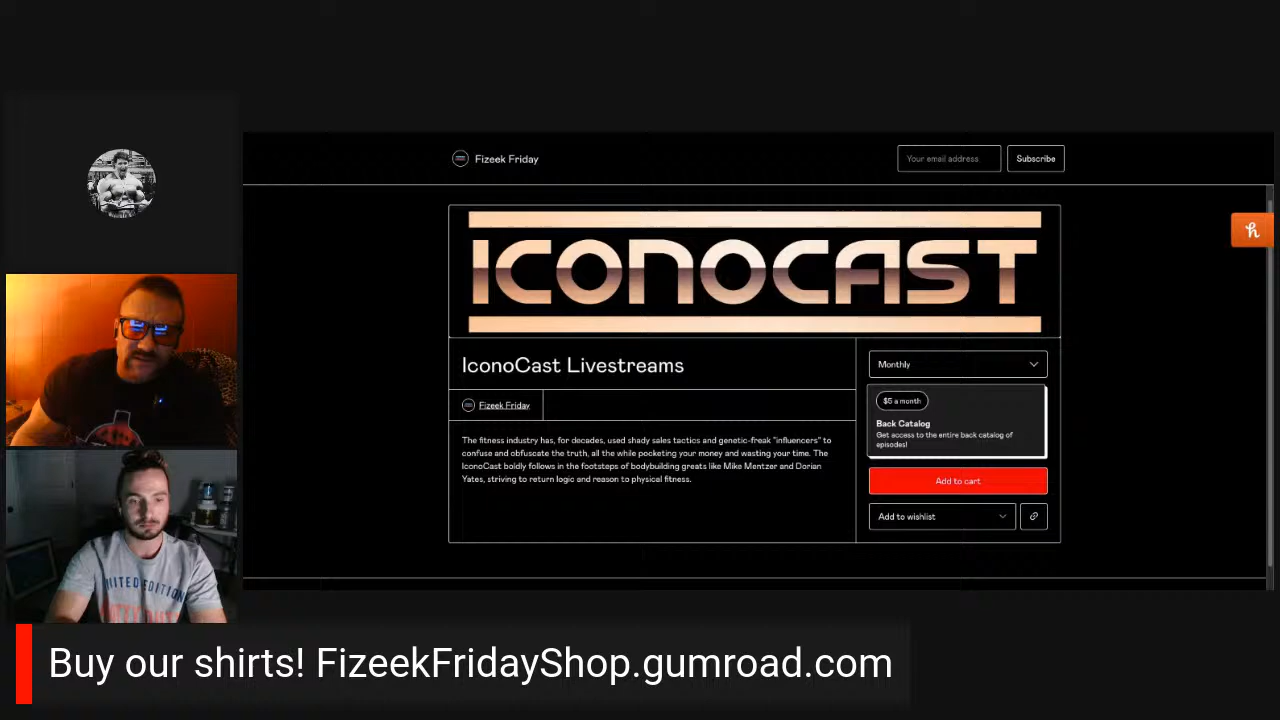 Fizeek Friday
Your email address
Subscribe
ICONOCAST
IconoCast Livestreams
Fizeek Friday
The fitness industry has, for decades, used shady sales tactics and genetic-freak "influencers" to
confuse and obfuscate the truth, all the while pocketing your money and wasting your time. The
IconoCast boldly follows in the footsteps of bodybuilding greats like Mike Mentzer and Dorian
Yates, striving to return logic and reason to physical fitness.
Monthly
$5 a month
Back Catalog
Get access to the entire back catalog of
episodes!
Add to cart
Add to wishlist
LIMITED EDITION
Buy our shirts! FizeekFridayShop.gumroad.com